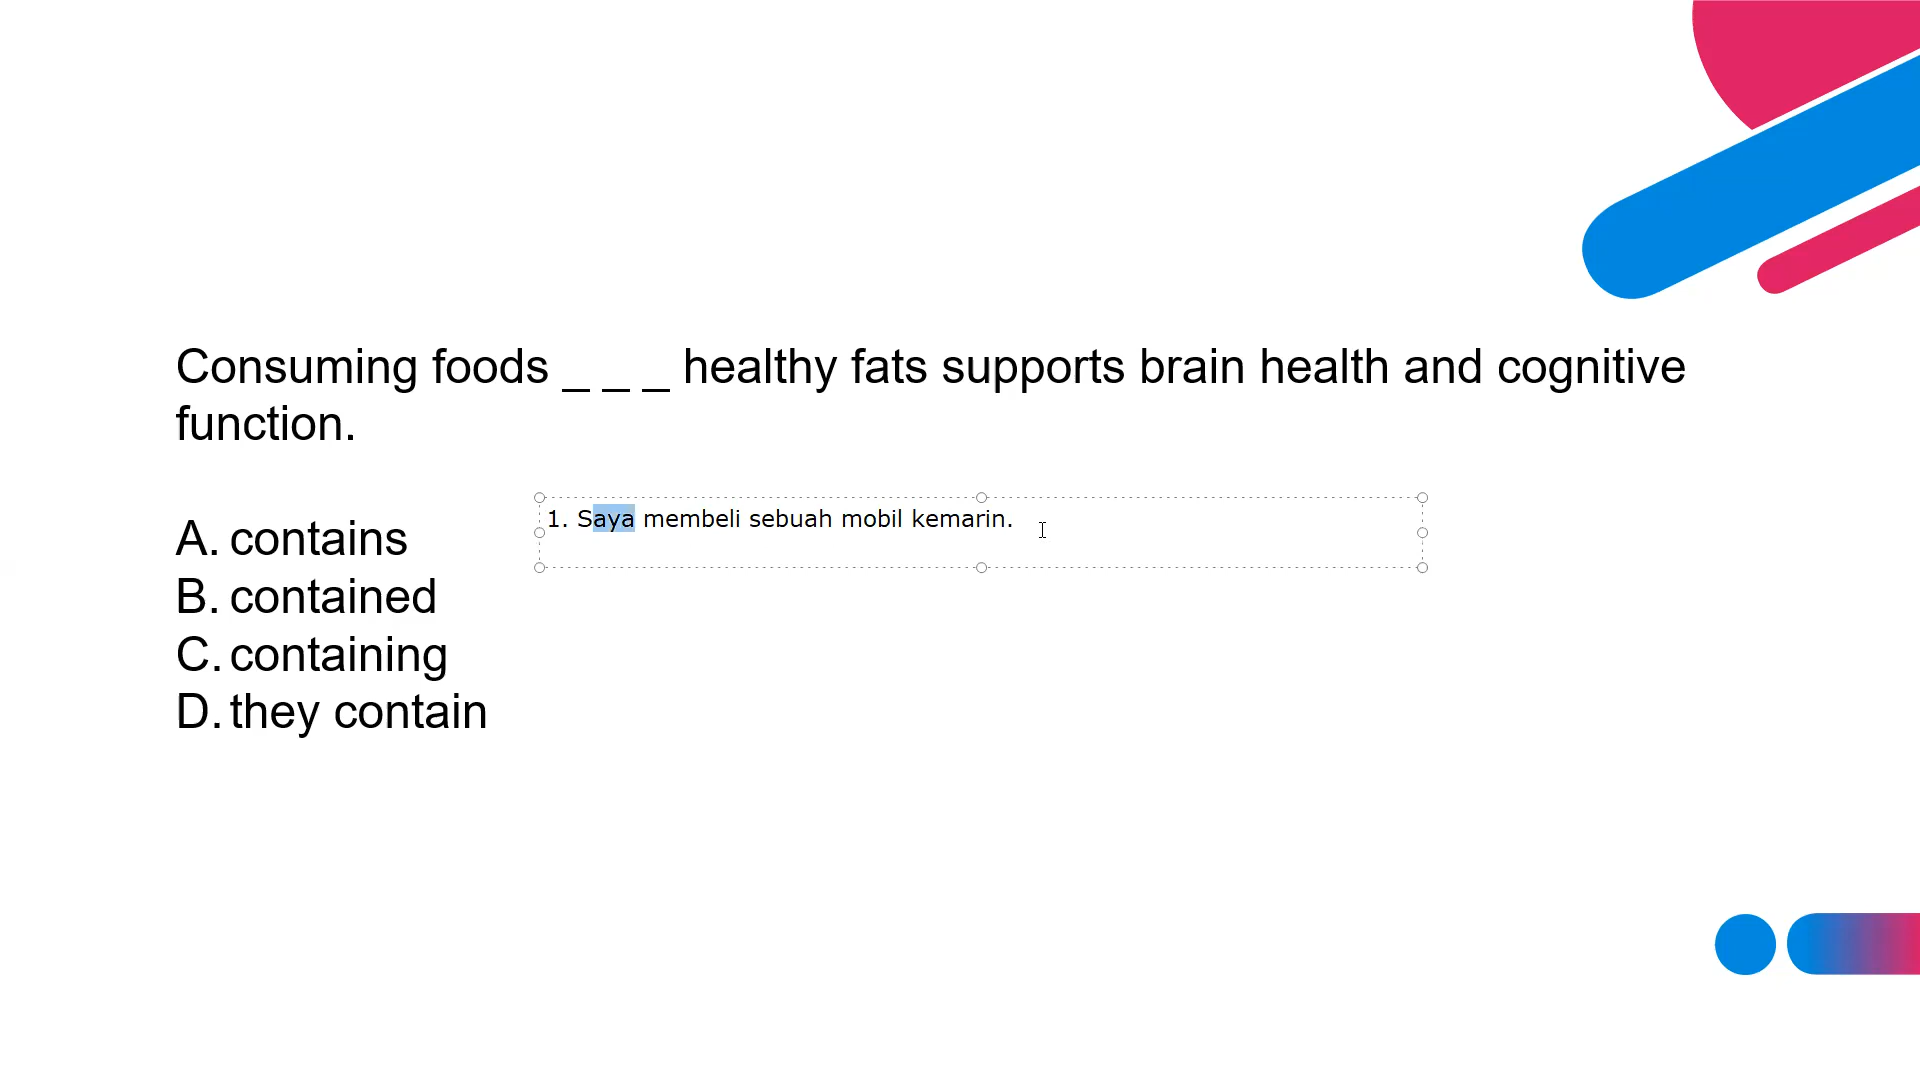 Consuming foods _ _ _ healthy fats supports brain health and cognitive
function.
1. Saya membeli sebuah mobil kemarin.
A. contains
B. contained
C. containing
D. they contain